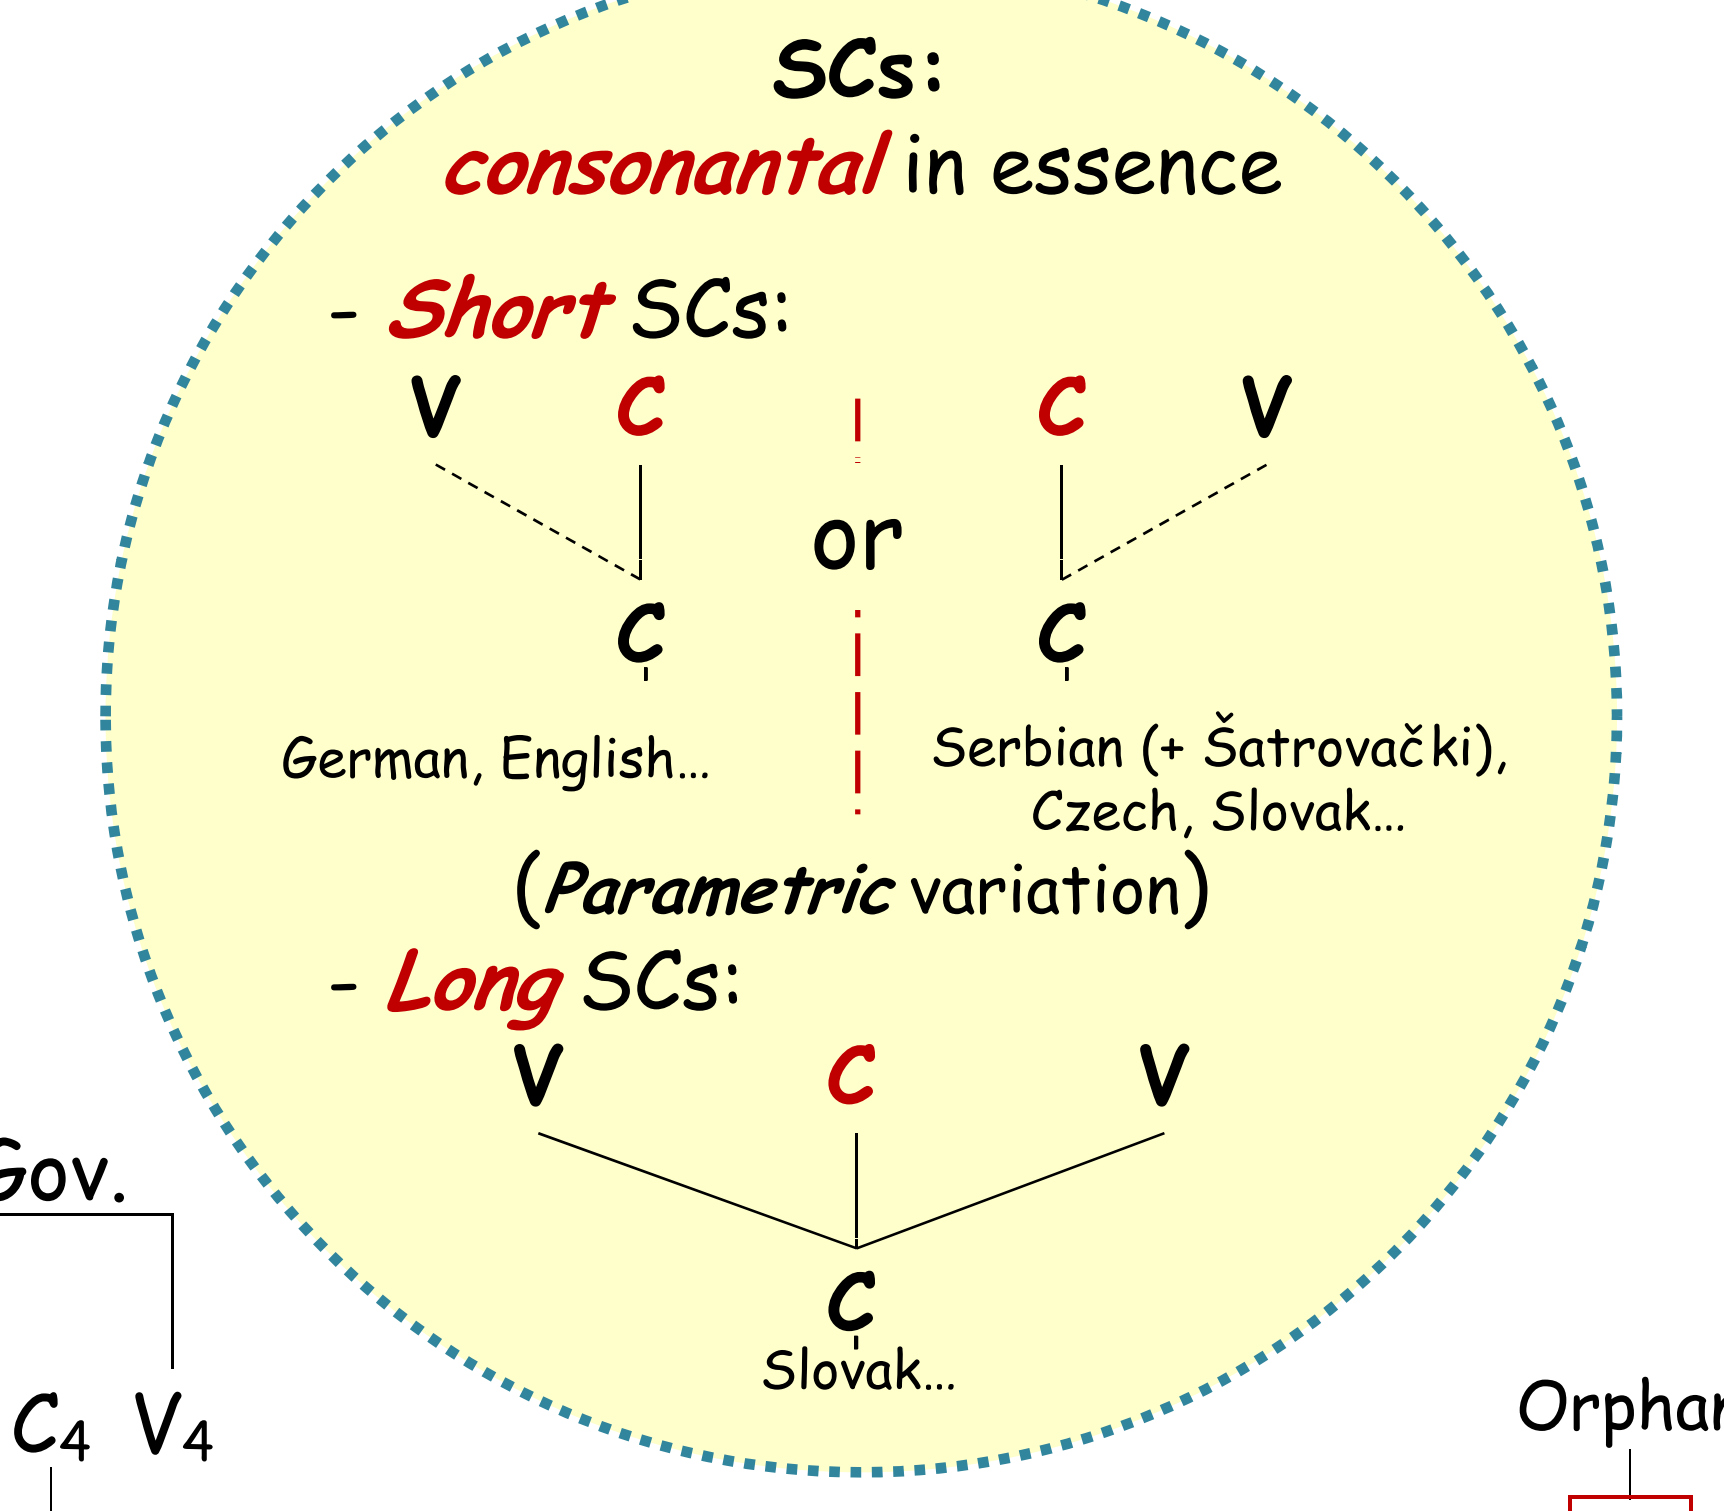 SCs:
consonantal in essence
- Short SCs:
V C C V
or
C̩ C̩
German, English…
Serbian (+ Šatrovački),
Czech, Slovak…
(Parametric variation)
- Long SCs:
V C V
C̩
Slovak…
Gov.
C₄ V₄